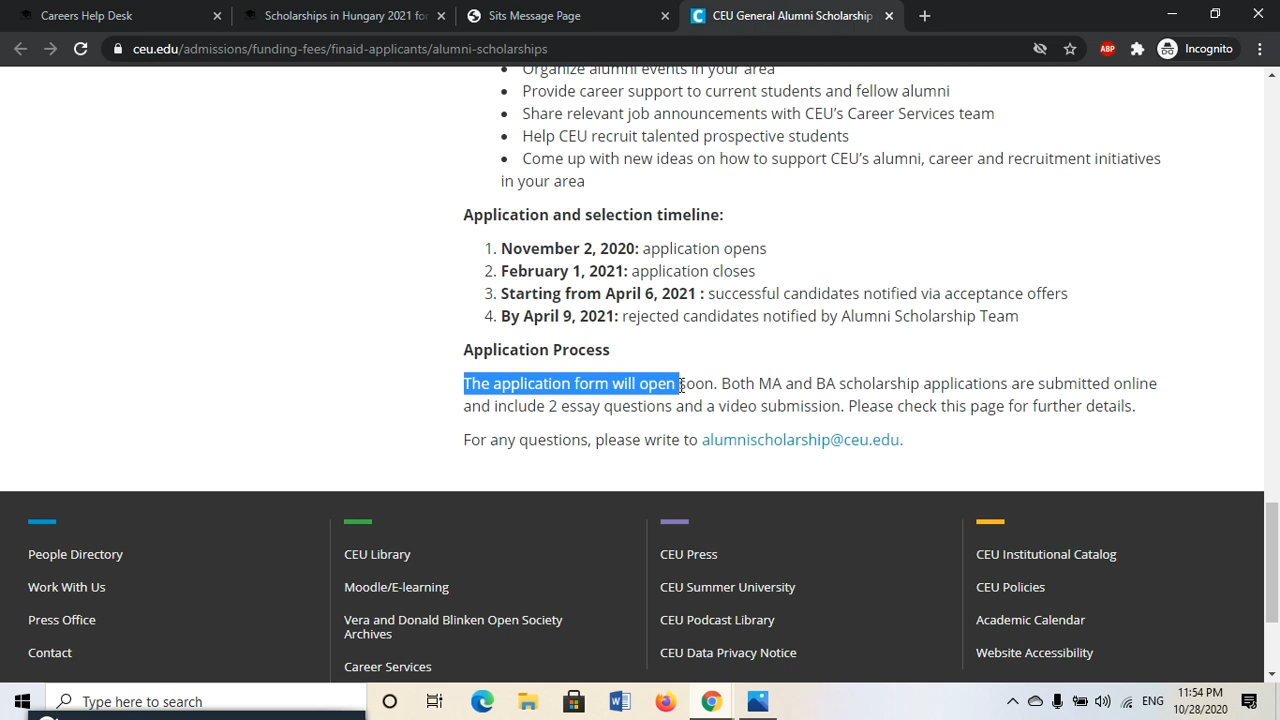 Careers Help Desk
Scholarships in Hungary 2021 for
Sits Message Page
CEU General Alumni Scholarship
ceu.edu/admissions/funding-fees/finaid-applicants/alumni-scholarships
ABP
Incognito
• Organize alumni events in your area
• Provide career support to current students and fellow alumni
• Share relevant job announcements with CEU's Career Services team
• Help CEU recruit talented prospective students
• Come up with new ideas on how to support CEU's alumni, career and recruitment initiatives
in your area
Application and selection timeline:
1. November 2, 2020: application opens
2. February 1, 2021: application closes
3. Starting from April 6, 2021 : successful candidates notified via acceptance offers
4. By April 9, 2021: rejected candidates notified by Alumni Scholarship Team
Application Process
The application form will open soon. Both MA and BA scholarship applications are submitted online
and include 2 essay questions and a video submission. Please check this page for further details.
For any questions, please write to alumnischolarship@ceu.edu.
People Directory
Work With Us
Press Office
Contact
CEU Library
Moodle/E-learning
Vera and Donald Blinken Open Society
Archives
Career Services
CEU Press
CEU Summer University
CEU Podcast Library
CEU Data Privacy Notice
CEU Institutional Catalog
CEU Policies
Academic Calendar
Website Accessibility
Type here to search
ENG
11:54 PM
10/28/2020